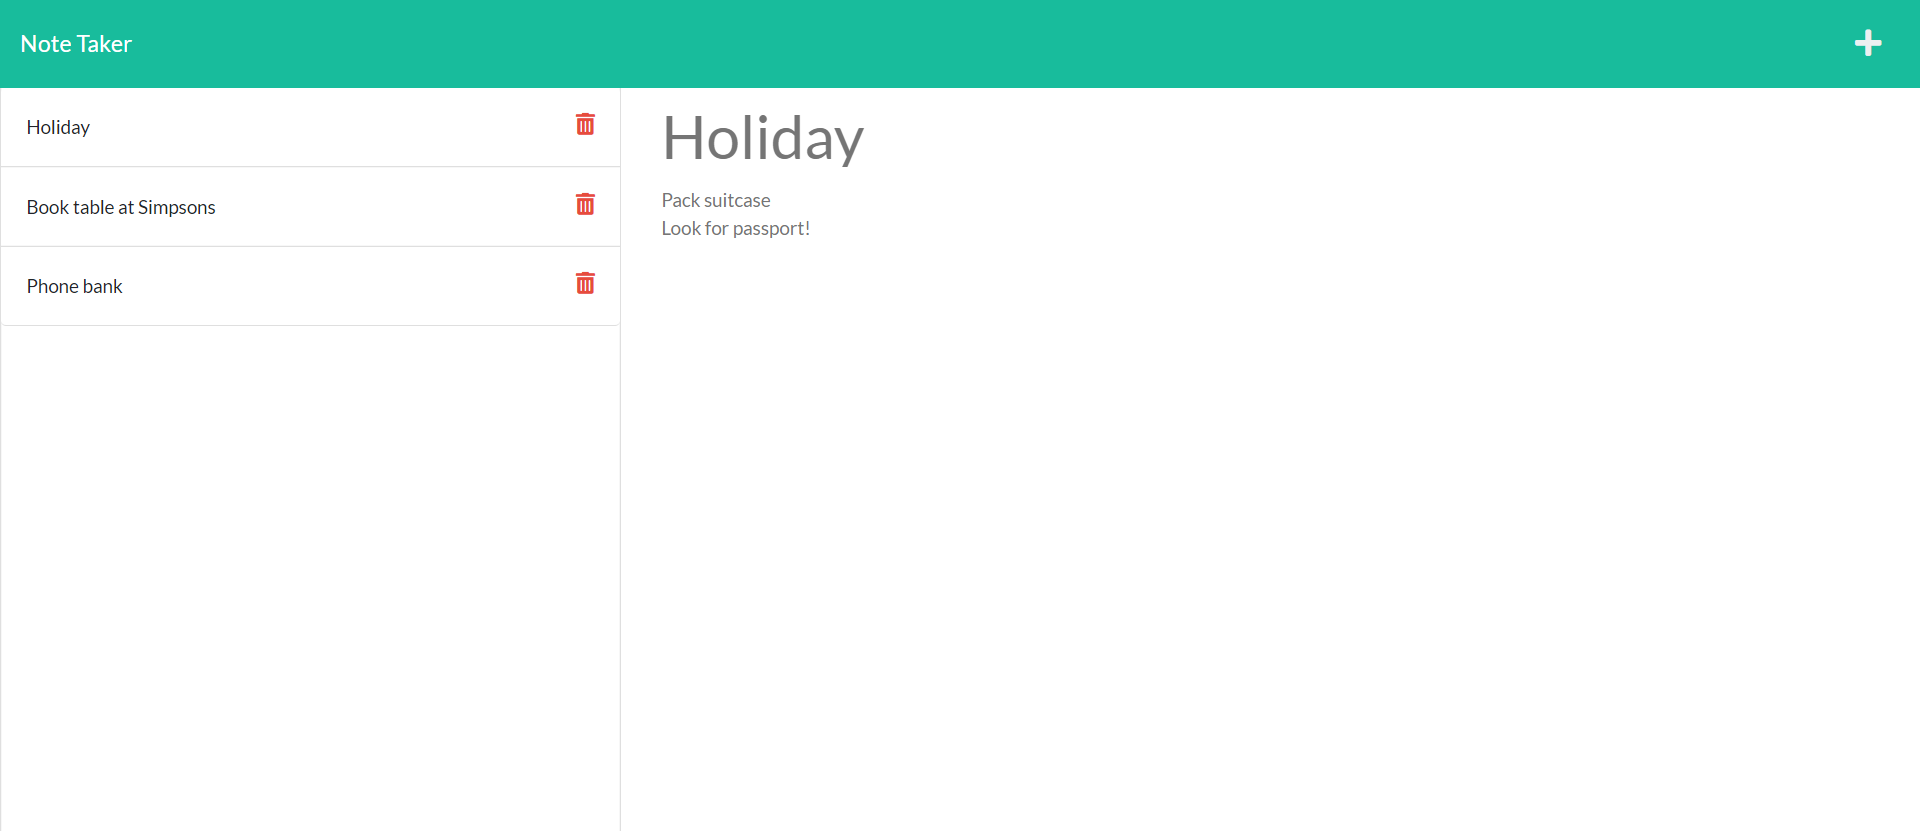 Note Taker
Holiday
Book table at Simpsons
Phone bank
Holiday
Pack suitcase
Look for passport!